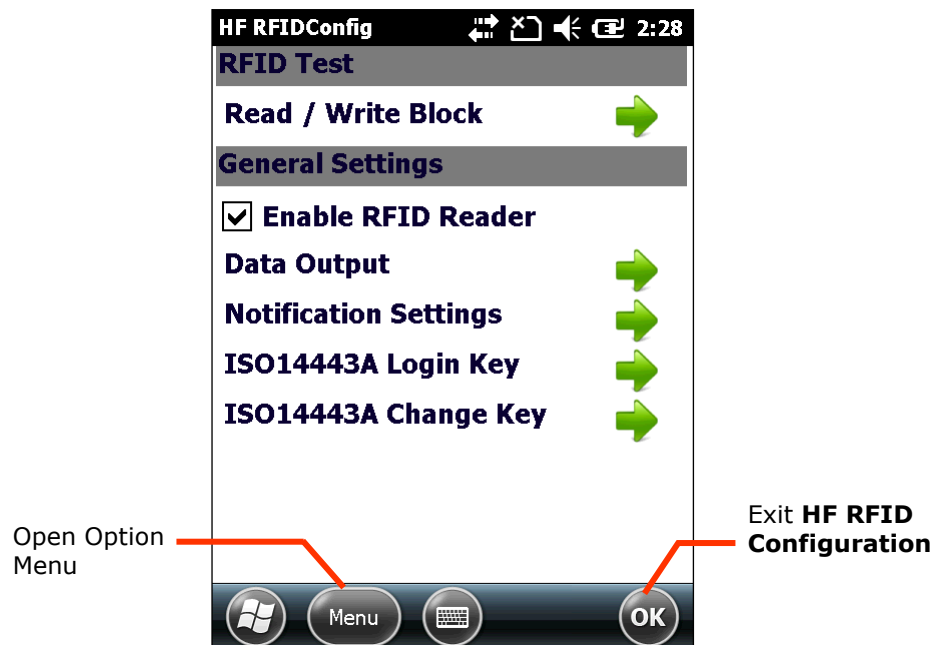 HF RFIDConfig 2:28
RFID Test
Read / Write Block
General Settings
Enable RFID Reader
Data Output
Notification Settings
ISO14443A Login Key
ISO14443A Change Key
Open Option
Menu
Exit HF RFID
Configuration
Menu
OK